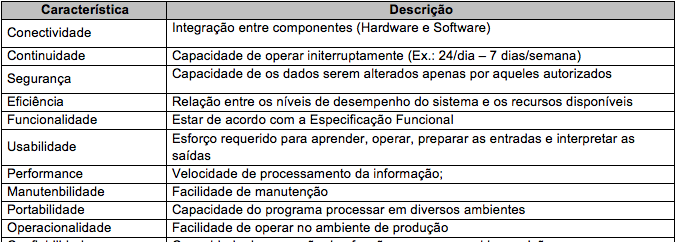 Característica Descrição
Conectividade Integração entre componentes (Hardware e Software)
Continuidade Capacidade de operar initerruptamente (Ex.: 24/dia – 7 dias/semana)
Segurança Capacidade de os dados serem alterados apenas por aqueles autorizados
Eficiência Relação entre os níveis de desempenho do sistema e os recursos disponíveis
Funcionalidade Estar de acordo com a Especificação Funcional
Usabilidade Esforço requerido para aprender, operar, preparar as entradas e interpretar as
saídas
Performance Velocidade de processamento da informação;
Manutenbilidade Facilidade de manutenção
Portabilidade Capacidade do programa processar em diversos ambientes
Operacionalidade Facilidade de operar no ambiente de produção